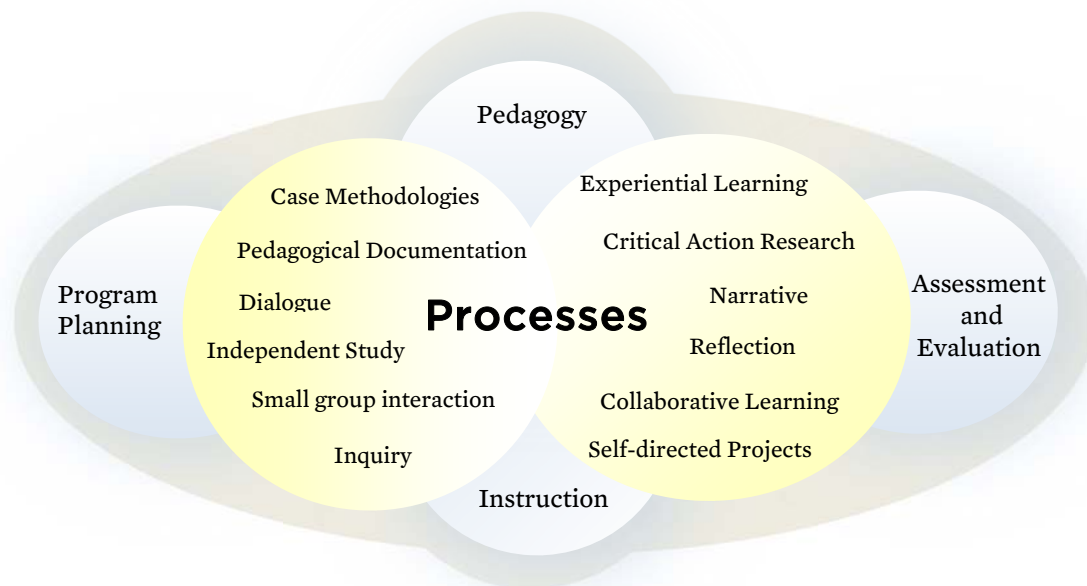 Pedagogy
Case Methodologies
Experiential Learning
Pedagogical Documentation
Critical Action Research
Program
Planning
Dialogue
Processes
Narrative
Assessment
and
Evaluation
Independent Study
Reflection
Small group interaction
Collaborative Learning
Inquiry
Self-directed Projects
Instruction